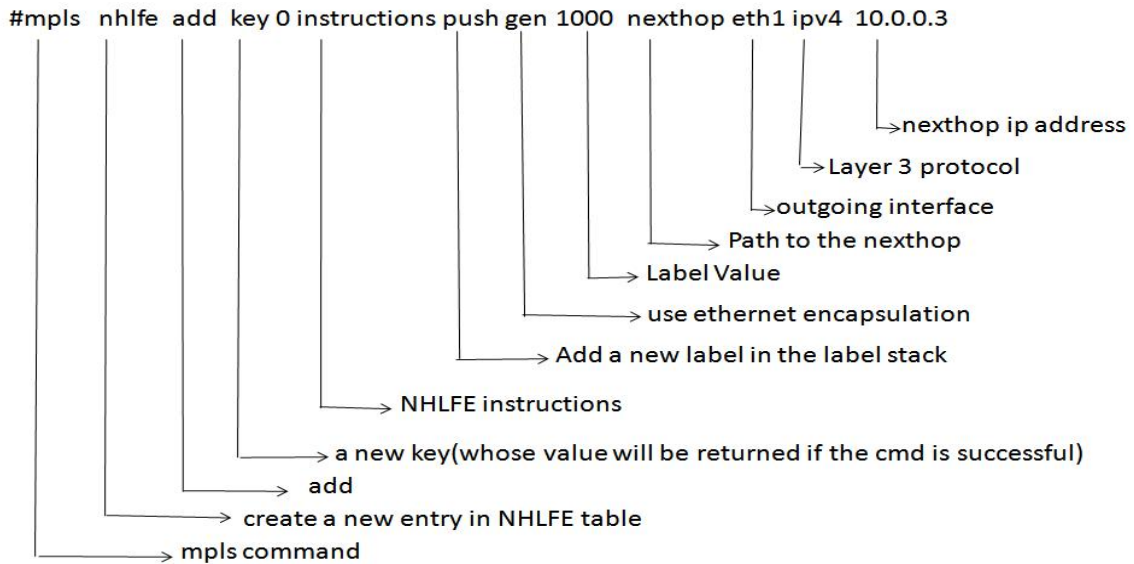 #mpls nhlfe add key 0 instructions push gen 1000 nexthop eth1 ipv4 10.0.0.3
nexthop ip address
Layer 3 protocol
outgoing interface
Path to the nexthop
Label Value
use ethernet encapsulation
Add a new label in the label stack
NHLFE instructions
a new key(whose value will be returned if the cmd is successful)
add
create a new entry in NHLFE table
mpls command